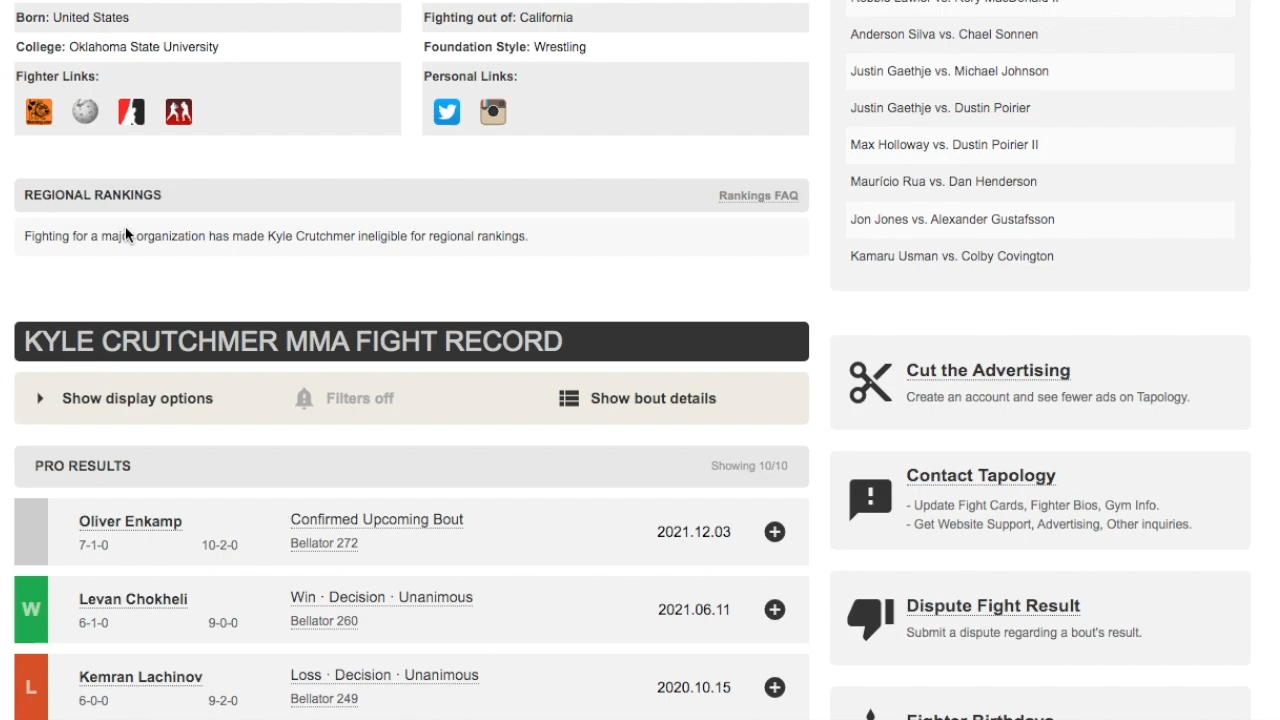 Born: United States
Fighting out of: California
College: Oklahoma State University
Foundation Style: Wrestling
Fighter Links:
Personal Links:
REGIONAL RANKINGS
Rankings FAQ
Fighting for a major organization has made Kyle Crutchmer ineligible for regional rankings.
KYLE CRUTCHMER MMA FIGHT RECORD
Show display options
Filters off
Show bout details
PRO RESULTS
Showing 10/10
Oliver Enkamp
Confirmed Upcoming Bout
2021.12.03
7-1-0
10-2-0
Bellator 272
W
Levan Chokheli
Win · Decision · Unanimous
2021.06.11
6-1-0
9-0-0
Bellator 260
L
Kemran Lachinov
Loss · Decision · Unanimous
2020.10.15
6-0-0
9-2-0
Bellator 249
Robbie Lawler vs. Rory MacDonald II
Anderson Silva vs. Chael Sonnen
Justin Gaethje vs. Michael Johnson
Justin Gaethje vs. Dustin Poirier
Max Holloway vs. Dustin Poirier II
Maurício Rua vs. Dan Henderson
Jon Jones vs. Alexander Gustafsson
Kamaru Usman vs. Colby Covington
Cut the Advertising
Create an account and see fewer ads on Tapology.
Contact Tapology
- Update Fight Cards, Fighter Bios, Gym Info.
- Get Website Support, Advertising, Other inquiries.
Dispute Fight Result
Submit a dispute regarding a bout's result.
Fighter Birthdays